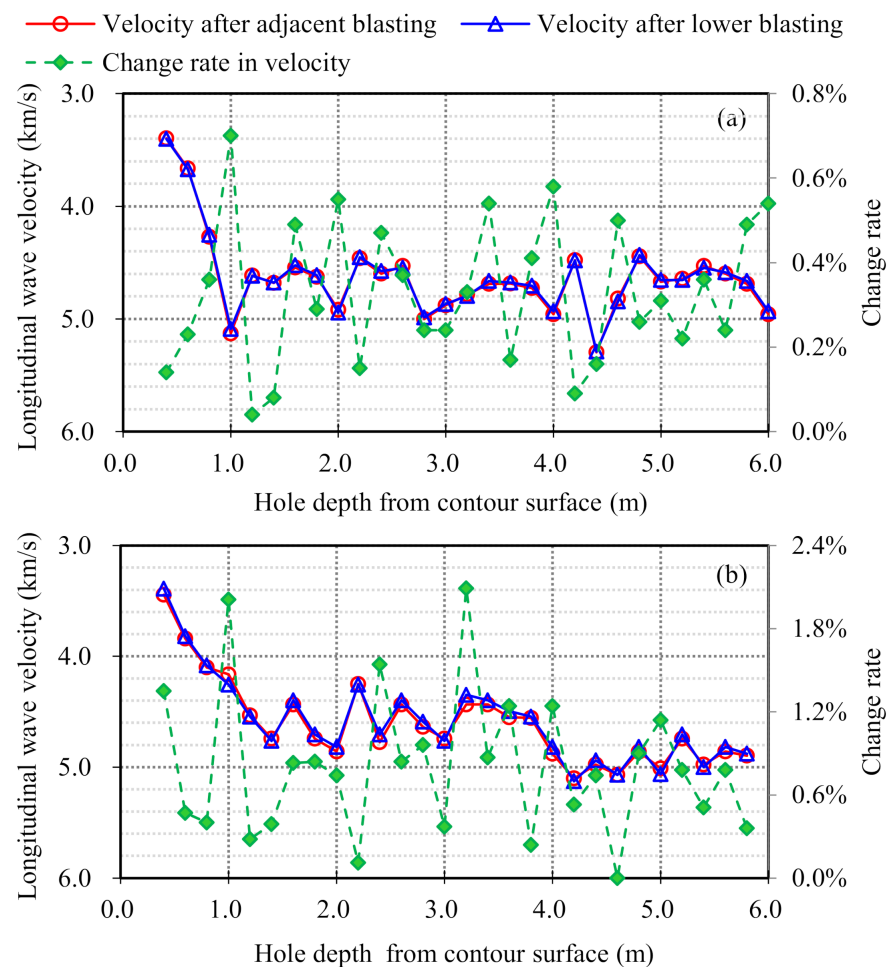 Velocity after adjacent blasting Velocity after lower blasting
Change rate in velocity
Longitudinal wave velocity (km/s)
3.0
4.0
5.0
6.0
(a)
0.8%
0.6%
0.4%
0.2%
0.0%
Change rate
0.0 1.0 2.0 3.0 4.0 5.0 6.0
Hole depth from contour surface (m)
Longitudinal wave velocity (km/s)
3.0
4.0
5.0
6.0
(b)
2.4%
1.8%
1.2%
0.6%
0.0%
Change rate
0.0 1.0 2.0 3.0 4.0 5.0 6.0
Hole depth from contour surface (m)